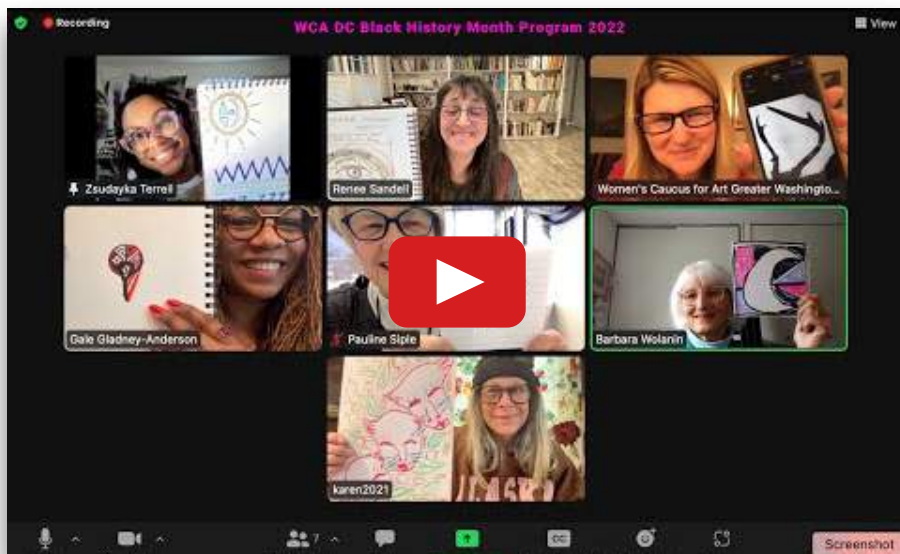 Recording
WCA DC Black History Month Program 2022
View
Zsudayka Terrell
Renee Sandell
Women's Caucus for Art Greater Washingto...
Gale Gladney-Anderson
Pauline Siple
Barbara Wolanin
karen2021
7
CC
Screenshot